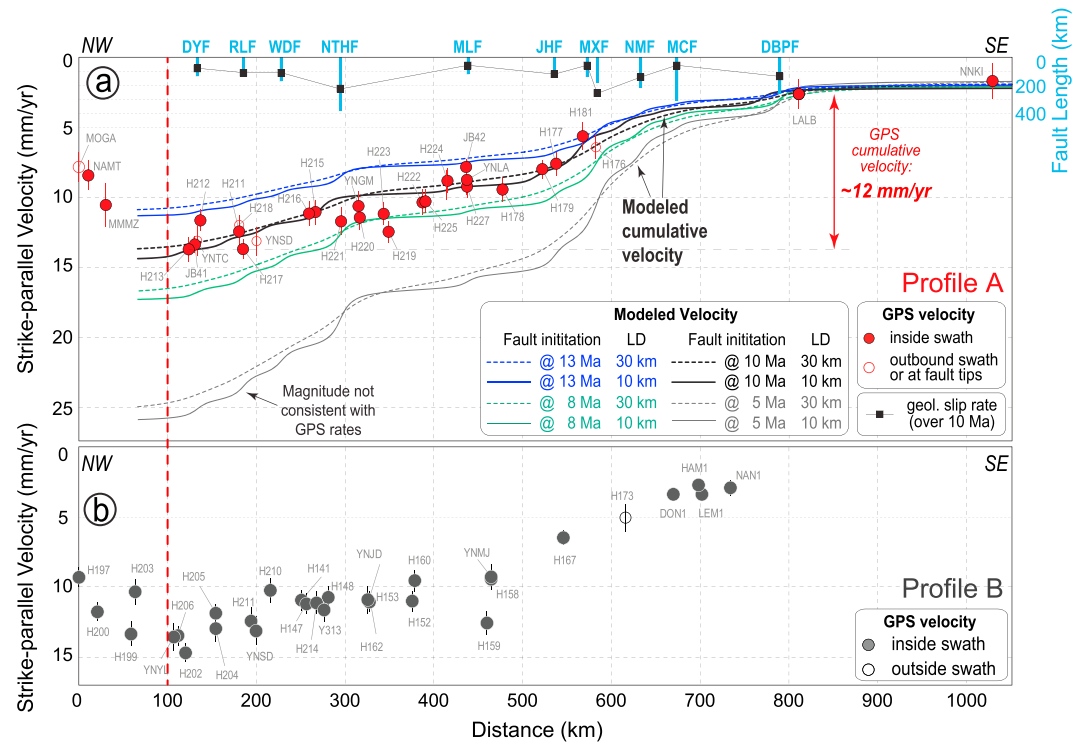 DYF RLF WDF NTHF MLF JHF MXF NMF MCF DBPF
NW
SE
0
5
10
15
20
25
Strike-parallel Velocity (mm/yr)
0
200
400
Fault Length (km)
a
MOGA
NAMT
MMMZ
H212
H211
H218
YNSD
YNTC
H213
JB41
H217
H216
H215
H221
YNGM
H220
H223
H219
H222
H224
H225
JB42
YNLA
H227
H178
H177
H179
H181
H176
LALB
NNKI
GPS
cumulative
velocity:
~12 mm/yr
Modeled
cumulative
velocity
Magnitude not
consistent with
GPS rates
Profile A
Modeled Velocity
Fault inititation LD Fault inititation LD
@ 13 Ma 30 km @ 10 Ma 30 km
@ 13 Ma 10 km @ 10 Ma 10 km
@ 8 Ma 30 km @ 5 Ma 30 km
@ 8 Ma 10 km @ 5 Ma 10 km
GPS velocity
inside swath
outbound swath
or at fault tips
geol. slip rate
(over 10 Ma)
NW
SE
0
5
10
15
Strike-parallel Velocity (mm/yr)
b
H197
H200
H203
H199
YNYL
H206
H202
H205
H204
H211
YNSD
H210
H141
H147
H214
H148
Y313
YNJD
H153
H162
H160
H152
YNMJ
H158
H159
H167
H173
HAM1
DON1
LEM1
NAN1
Profile B
GPS velocity
inside swath
outside swath
0 100 200 300 400 500 600 700 800 900 1000
Distance (km)